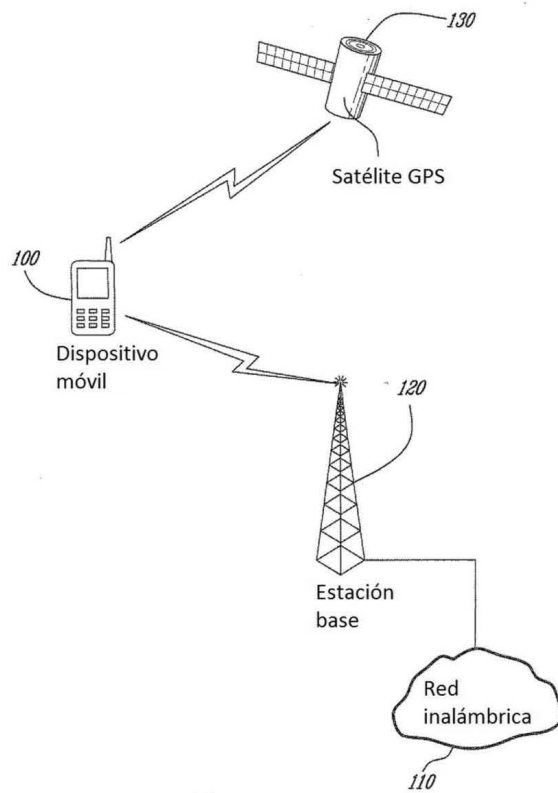 130
Satélite GPS
100
Dispositivo
móvil
120
Estación
base
Red
inalámbrica
110